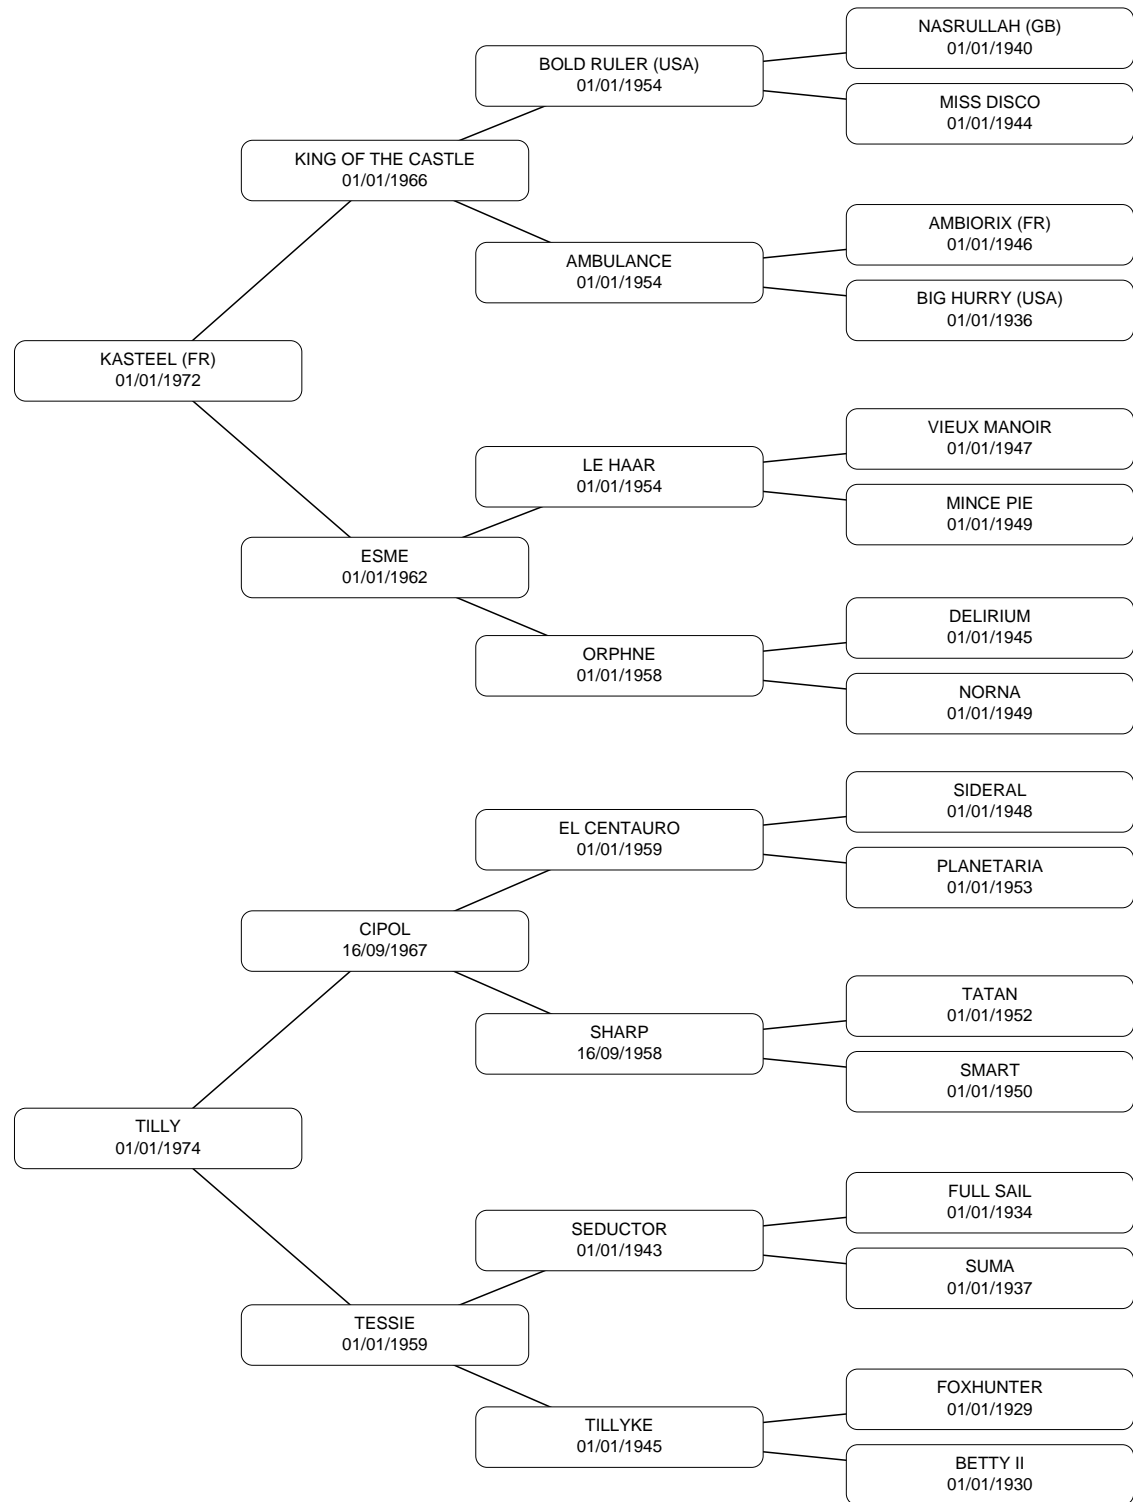 NASRULLAH (GB)
01/01/1940
BOLD RULER (USA)
01/01/1954
MISS DISCO
01/01/1944
KING OF THE CASTLE
01/01/1966
AMBIORIX (FR)
01/01/1946
AMBULANCE
01/01/1954
BIG HURRY (USA)
01/01/1936
KASTEEL (FR)
01/01/1972
VIEUX MANOIR
01/01/1947
LE HAAR
01/01/1954
MINCE PIE
01/01/1949
ESME
01/01/1962
DELIRIUM
01/01/1945
ORPHNE
01/01/1958
NORNA
01/01/1949
SIDERAL
01/01/1948
EL CENTAURO
01/01/1959
PLANETARIA
01/01/1953
CIPOL
16/09/1967
TATAN
01/01/1952
SHARP
16/09/1958
SMART
01/01/1950
TILLY
01/01/1974
FULL SAIL
01/01/1934
SEDUCTOR
01/01/1943
SUMA
01/01/1937
TESSIE
01/01/1959
FOXHUNTER
01/01/1929
TILLYKE
01/01/1945
BETTY II
01/01/1930